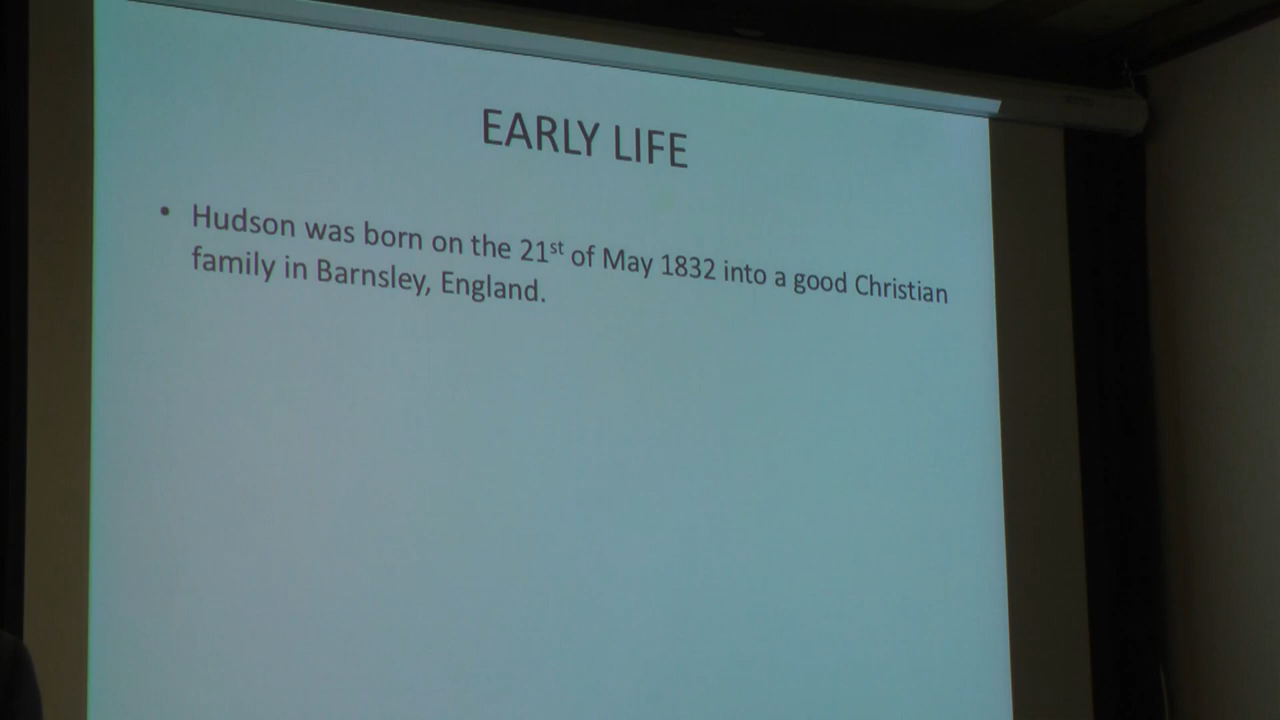 EARLY LIFE
• Hudson was born on the 21st of May 1832 into a good Christian
family in Barnsley, England.